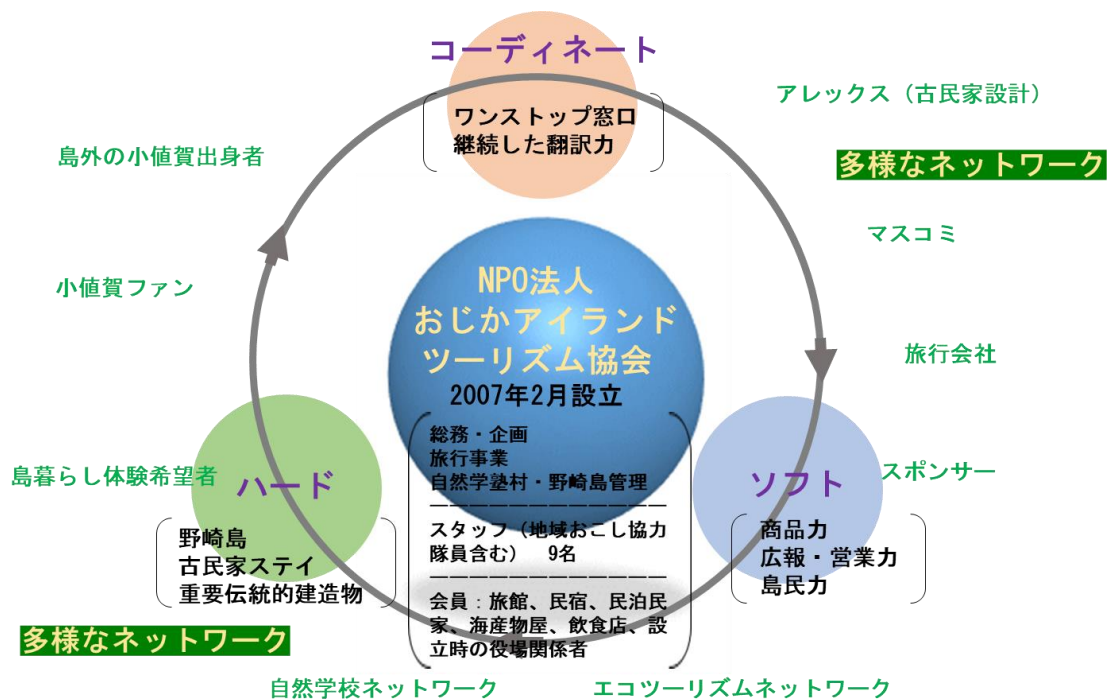 コーディネート
ワンストップ窓口
継続した翻訳力
アレックス（古民家設計）
島外の小値賀出身者
多様なネットワーク
マスコミ
小値賀ファン
旅行会社
NPO法人
おじかアイランド
ツーリズム協会
2007年2月設立
総務・企画
旅行事業
自然学塾村・野崎島管理
スタッフ（地域おこし協力
隊員含む）　9名
会員：旅館、民宿、民泊民
家、海産物屋、飲食店、設
立時の役場関係者
島暮らし体験希望者
ハード
野崎島
古民家ステイ
重要伝統的建造物
スポンサー
ソフト
商品力
広報・営業力
島民力
多様なネットワーク
自然学校ネットワーク
エコツーリズムネットワーク